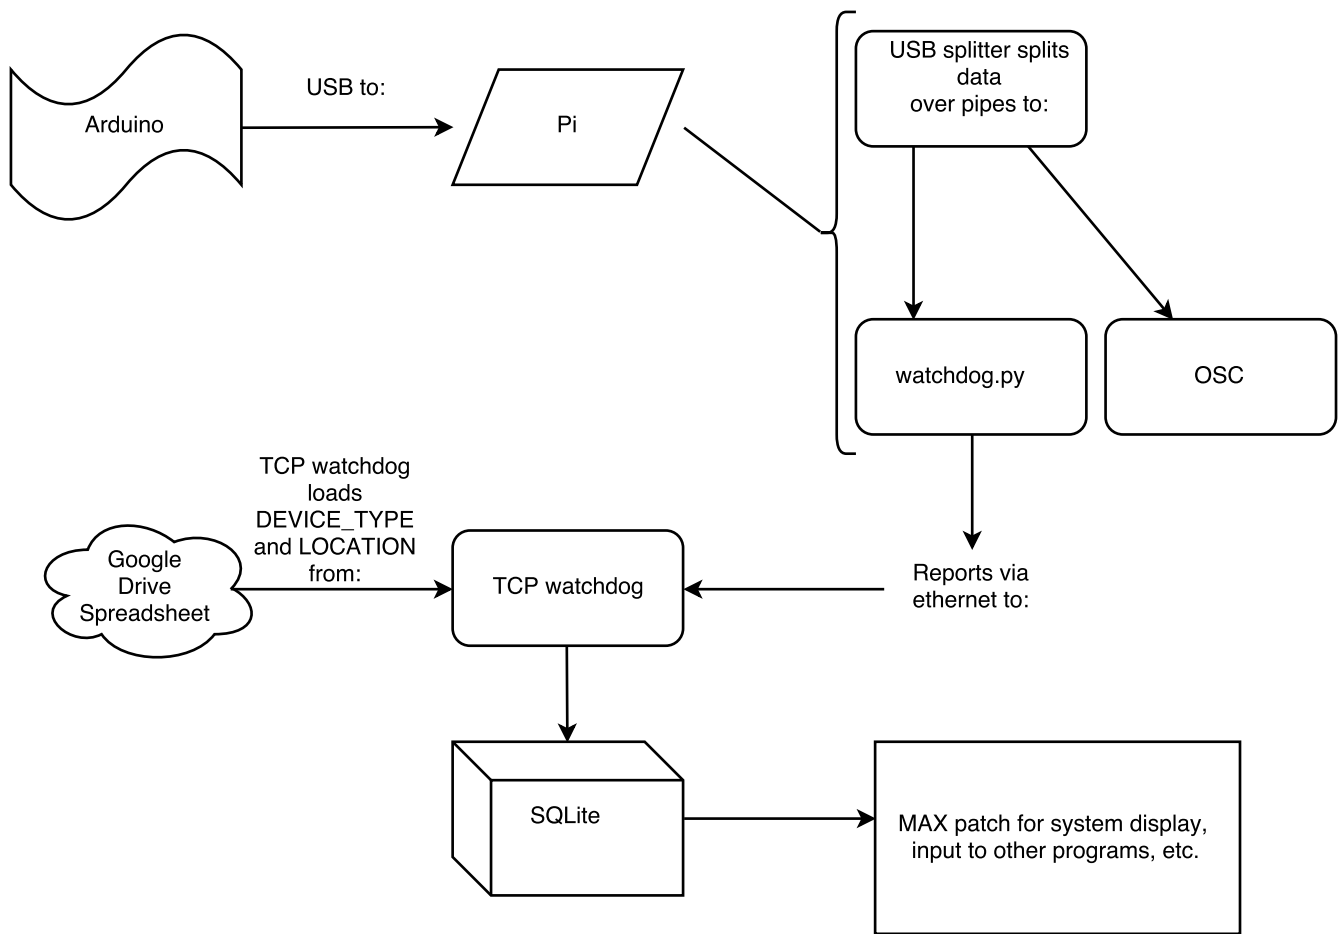 USB splitter splits
data
over pipes to:
USB to:
Arduino
Pi
watchdog.py
OSC
TCP watchdog
loads
DEVICE_TYPE
and LOCATION
from:
Google
Drive
Spreadsheet
TCP watchdog
Reports via
ethernet to:
SQLite
MAX patch for system display,
input to other programs, etc.